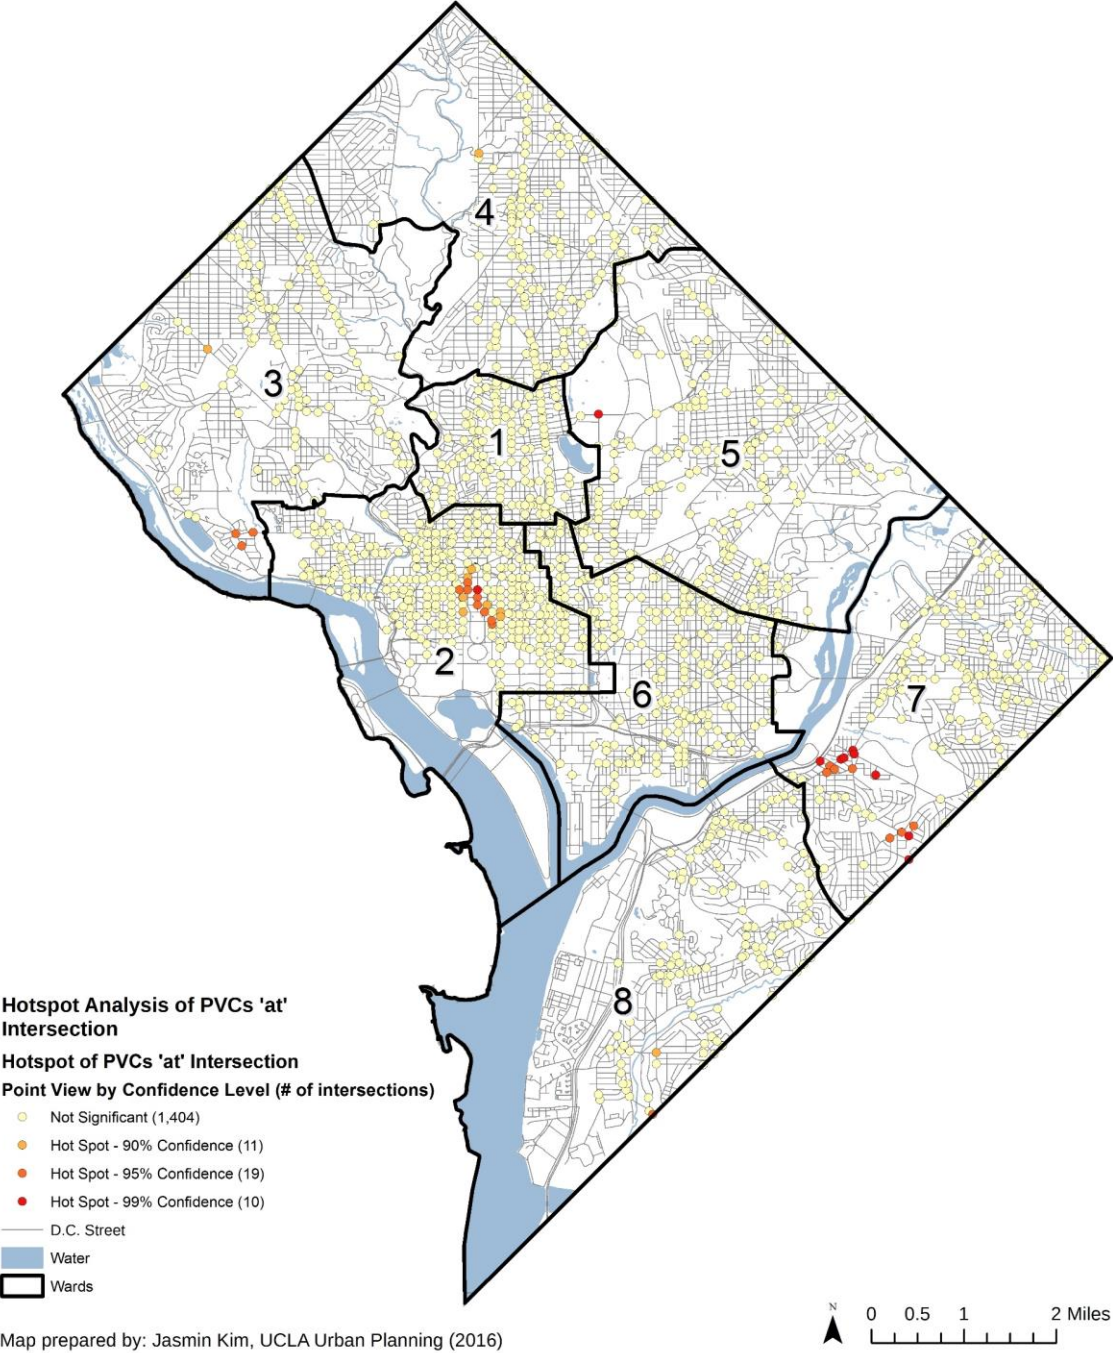 4
3
1
5
2
6
7
8
Hotspot Analysis of PVCs 'at'
Intersection
Hotspot of PVCs 'at' Intersection
Point View by Confidence Level (# of intersections)
Not Significant (1,404)
Hot Spot - 90% Confidence (11)
Hot Spot - 95% Confidence (19)
Hot Spot - 99% Confidence (10)
D.C. Street
Water
Wards
Map prepared by: Jasmin Kim, UCLA Urban Planning (2016)
N
0 0.5 1 2 Miles